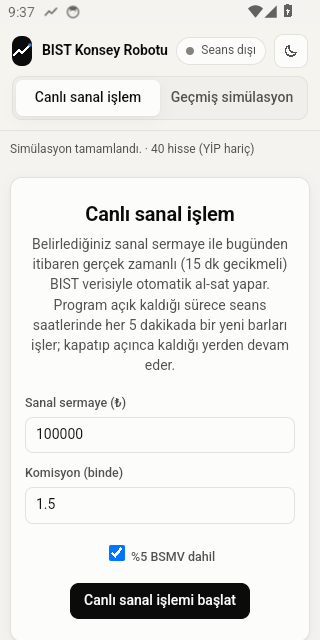 9:37
BIST Konsey Robotu
Seans dışı
Canlı sanal işlem
Geçmiş simülasyon
Simülasyon tamamlandı. · 40 hisse (YİP hariç)
Canlı sanal işlem
Belirlediğiniz sanal sermaye ile bugünden
itibaren gerçek zamanlı (15 dk gecikmeli)
BIST verisiyle otomatik al-sat yapar.
Program açık kaldığı sürece seans
saatlerinde her 5 dakikada bir yeni barları
işler; kapatıp açınca kaldığı yerden devam
eder.
Sanal sermaye (₺)
100000
Komisyon (binde)
1.5
%5 BSMV dahil
Canlı sanal işlemi başlat